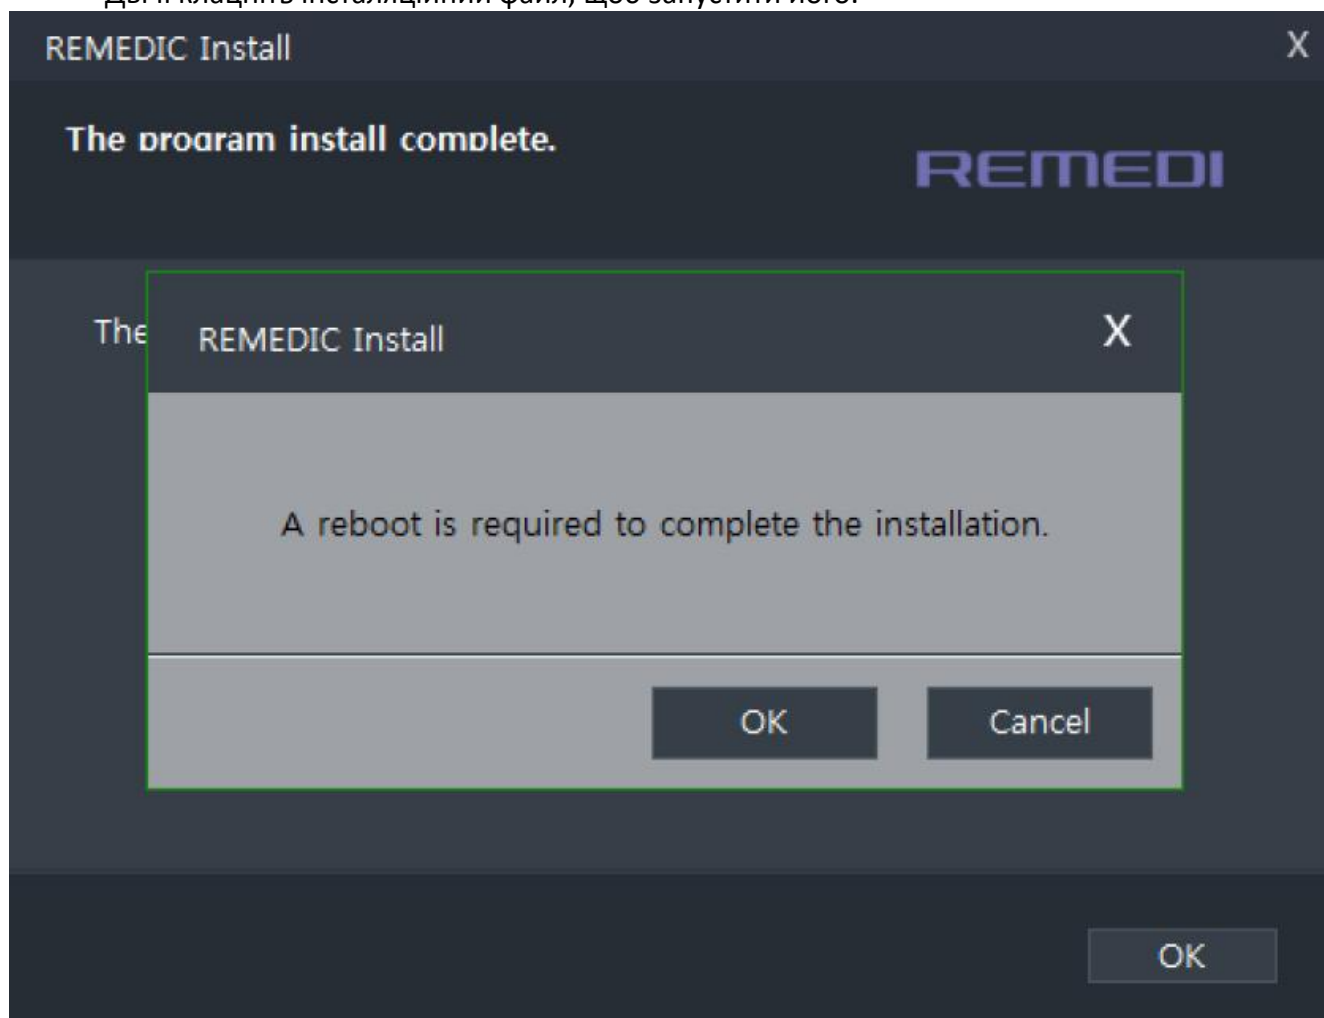 REMEDIC Install X
The program install complete.
REMEDI
The
REMEDIC Install X
A reboot is required to complete the installation.
OK Cancel
OK